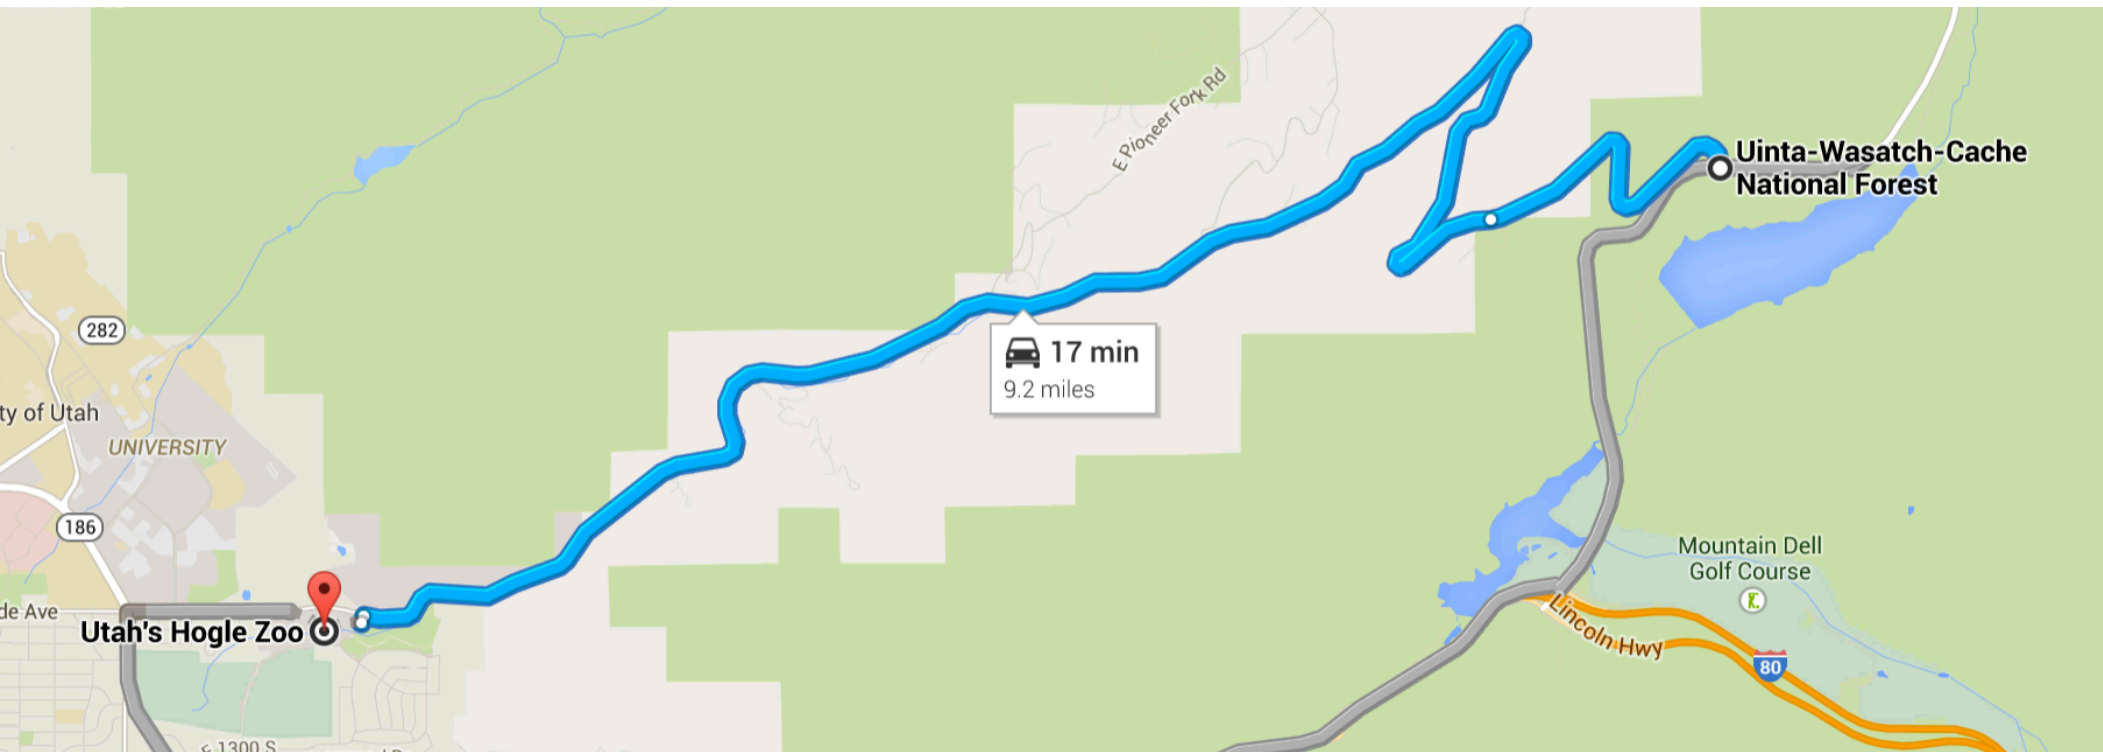 E Pioneer Fork Rd
Uinta-Wasatch-Cache
National Forest
282
17 min
9.2 miles
ty of Utah
UNIVERSITY
186
Mountain Dell
Golf Course
de Ave
Utah's Hogle Zoo
Lincoln Hwy
80
E 1300 S